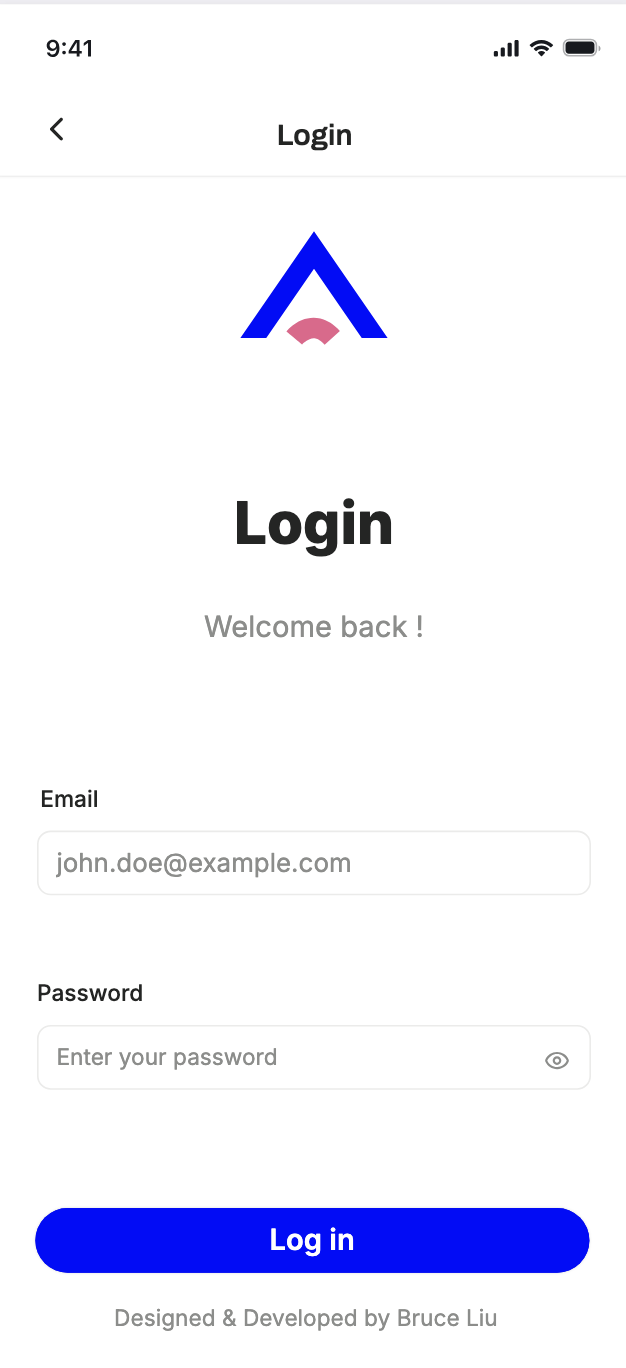 9:41
Login
Login
Welcome back !
Email
john.doe@example.com
Password
Enter your password
Log in
Designed & Developed by Bruce Liu